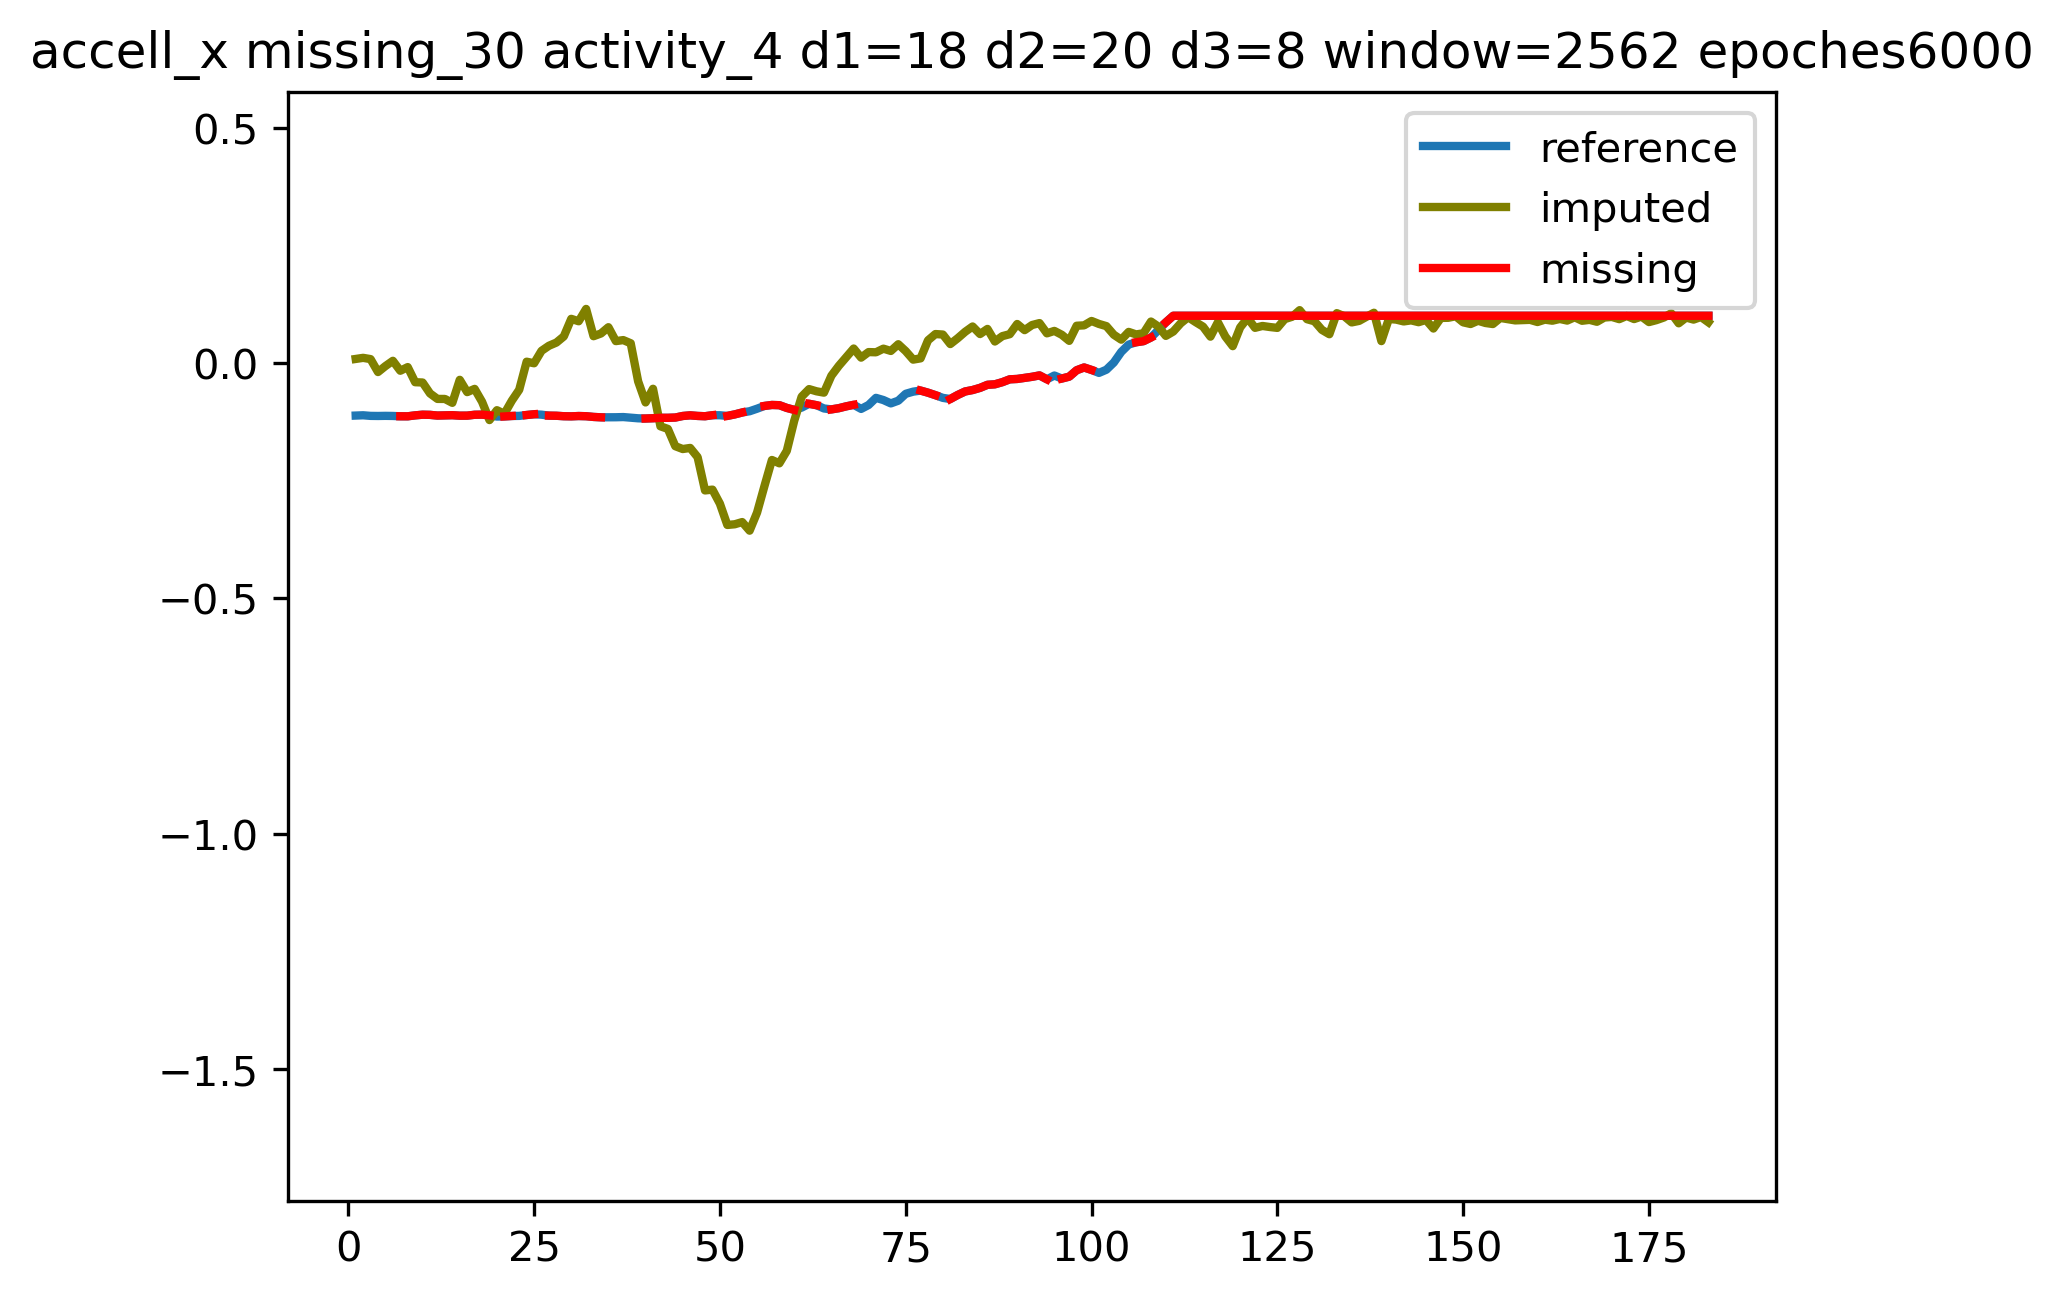 accell_x missing_30 activity_4 d1=18 d2=20 d3=8 window=2562 epoches6000
0.5
0.0
−0.5
−1.0
−1.5
reference
imputed
missing
0 25 50 75 100 125 150 175